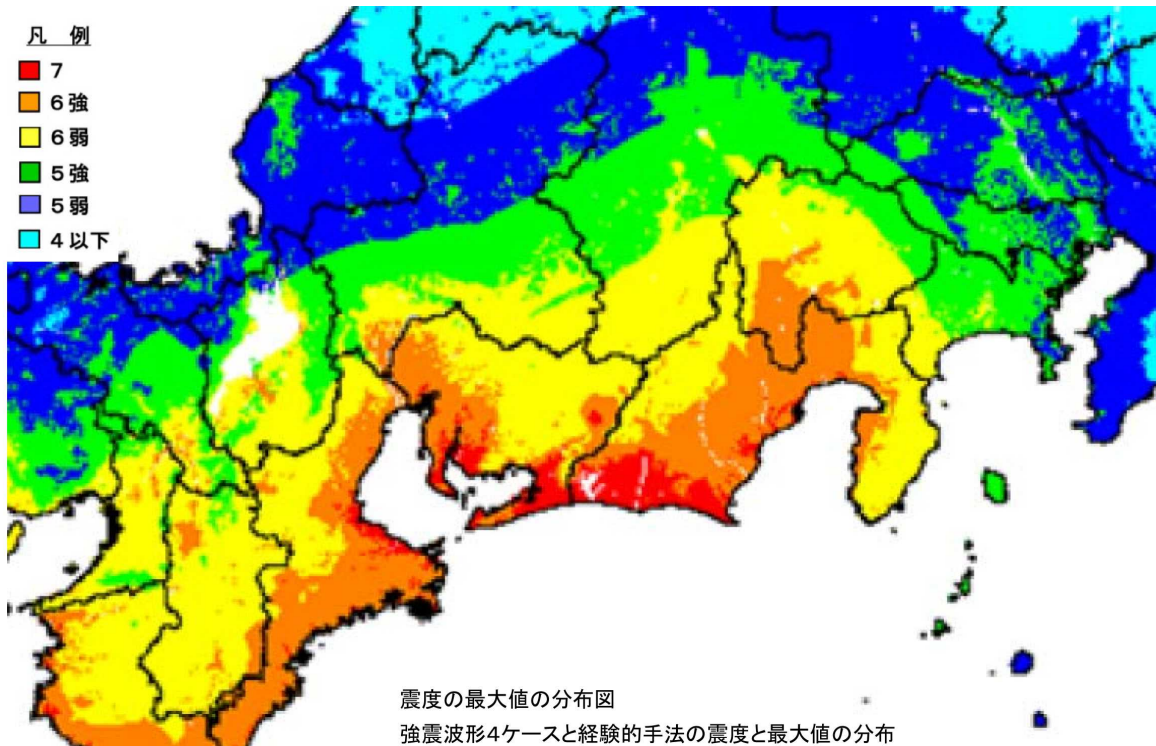 凡 例
7
6強
6弱
5強
5弱
4以下
震度の最大値の分布図
強震波形4ケースと経験的手法の震度と最大値の分布